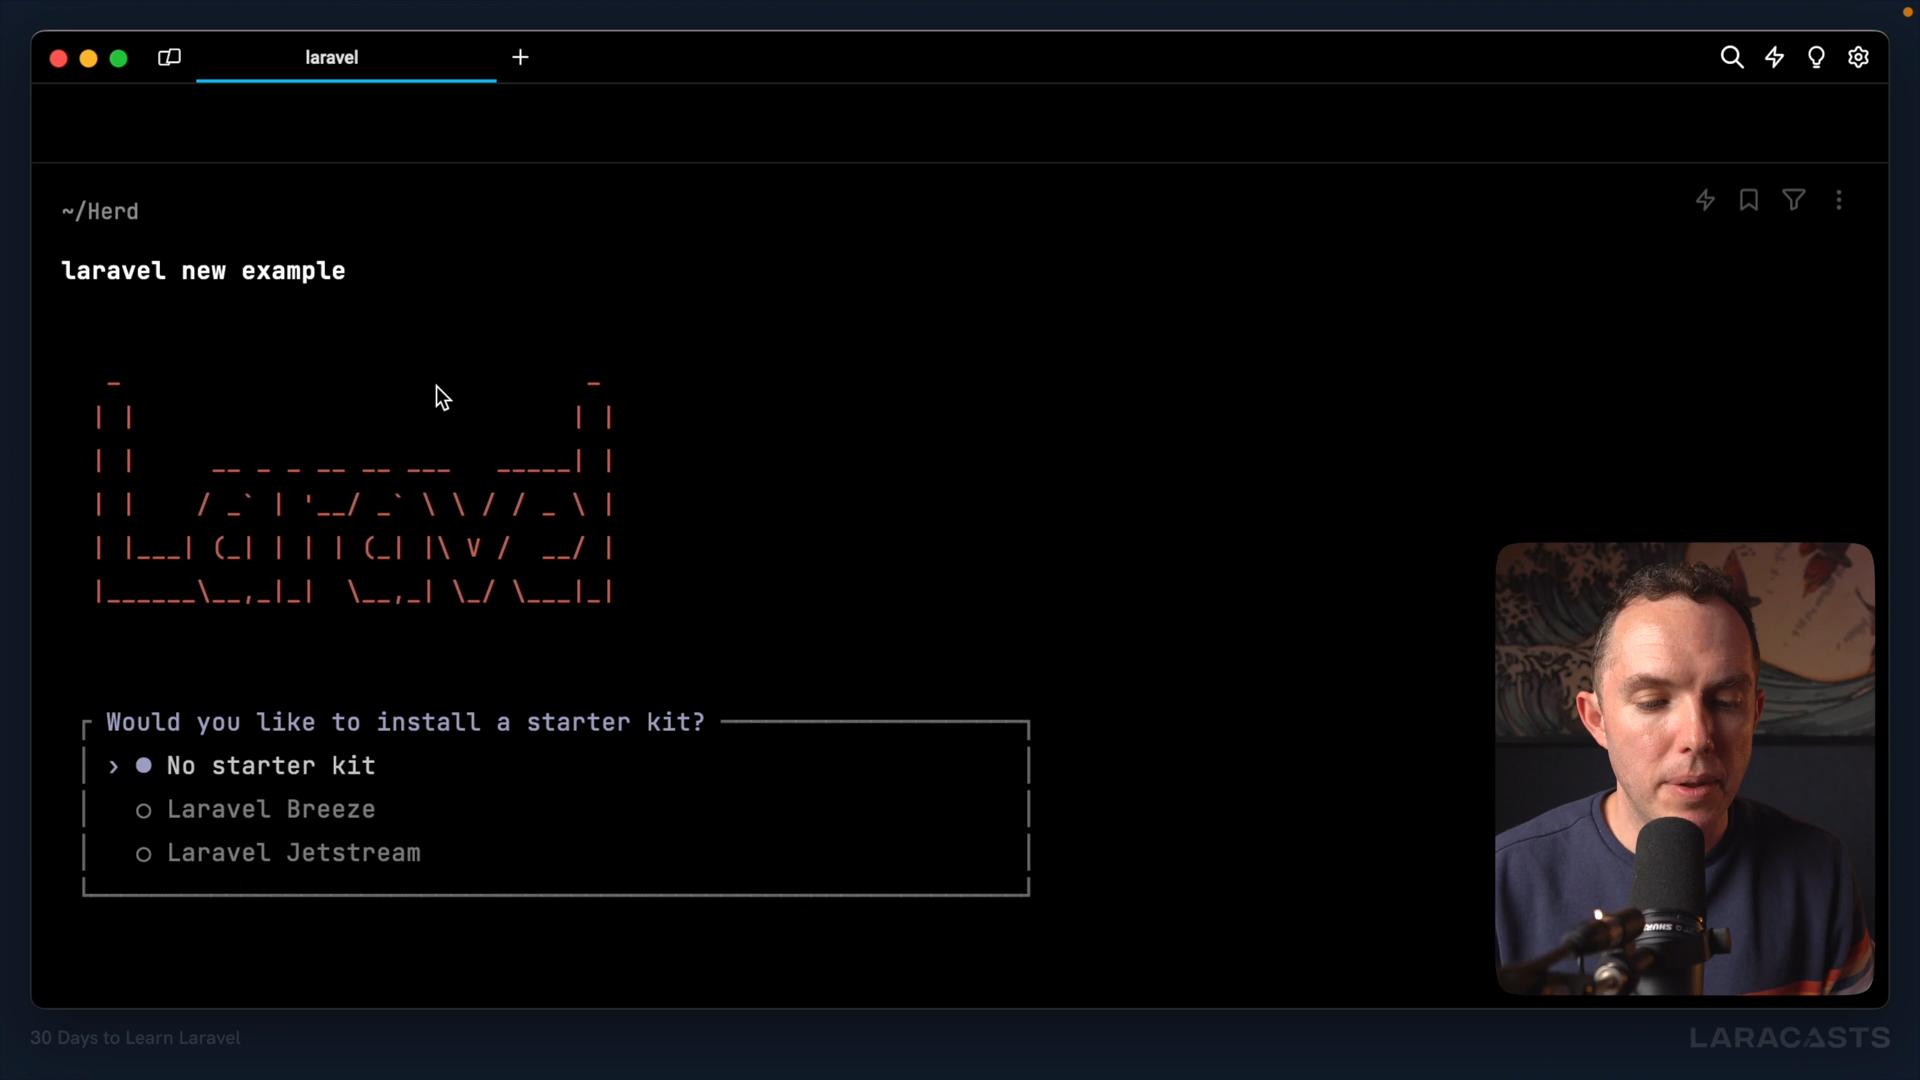 laravel
~/Herd
laravel new example
Would you like to install a starter kit?
› ● No starter kit
○ Laravel Breeze
○ Laravel Jetstream
SHURE
30 Days to Learn Laravel
LARACASTS